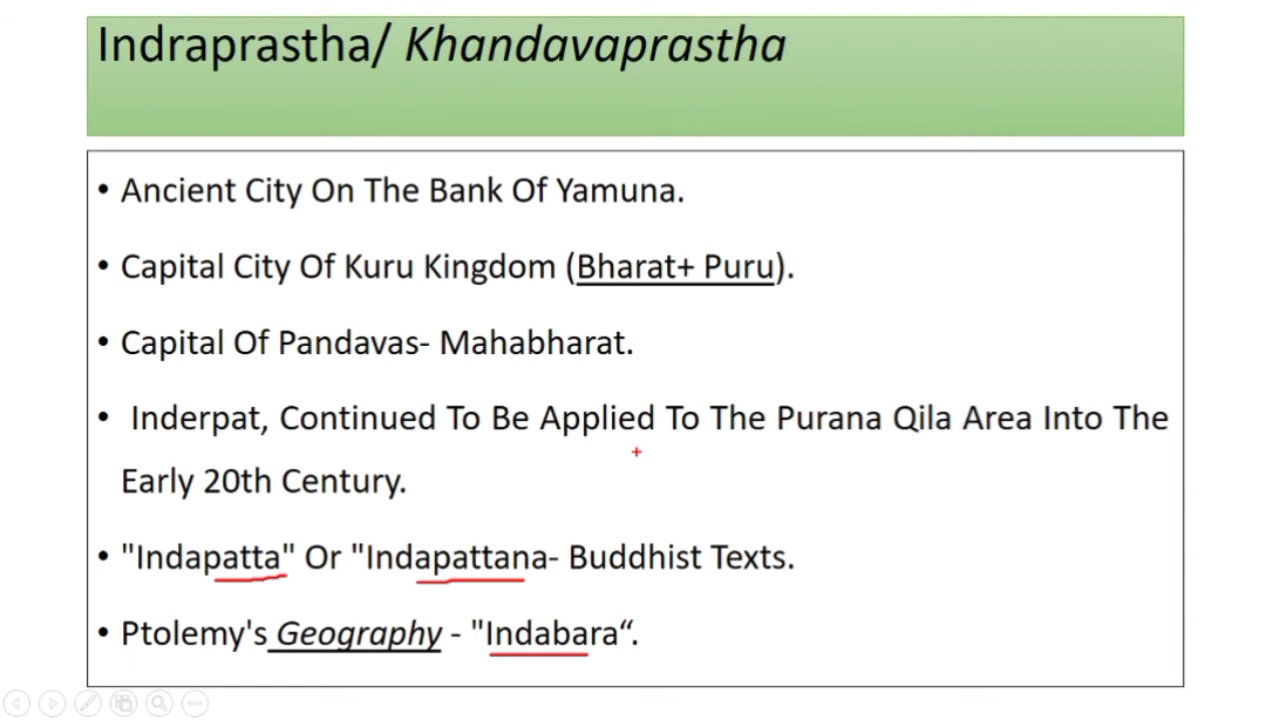 Indraprastha/ Khandavaprastha
• Ancient City On The Bank Of Yamuna.
• Capital City Of Kuru Kingdom (Bharat+ Puru).
• Capital Of Pandavas- Mahabharat.
• Inderpat, Continued To Be Applied To The Purana Qila Area Into The
Early 20th Century.
• "Indapatta" Or "Indapattana- Buddhist Texts.
• Ptolemy's Geography - "Indabara“.